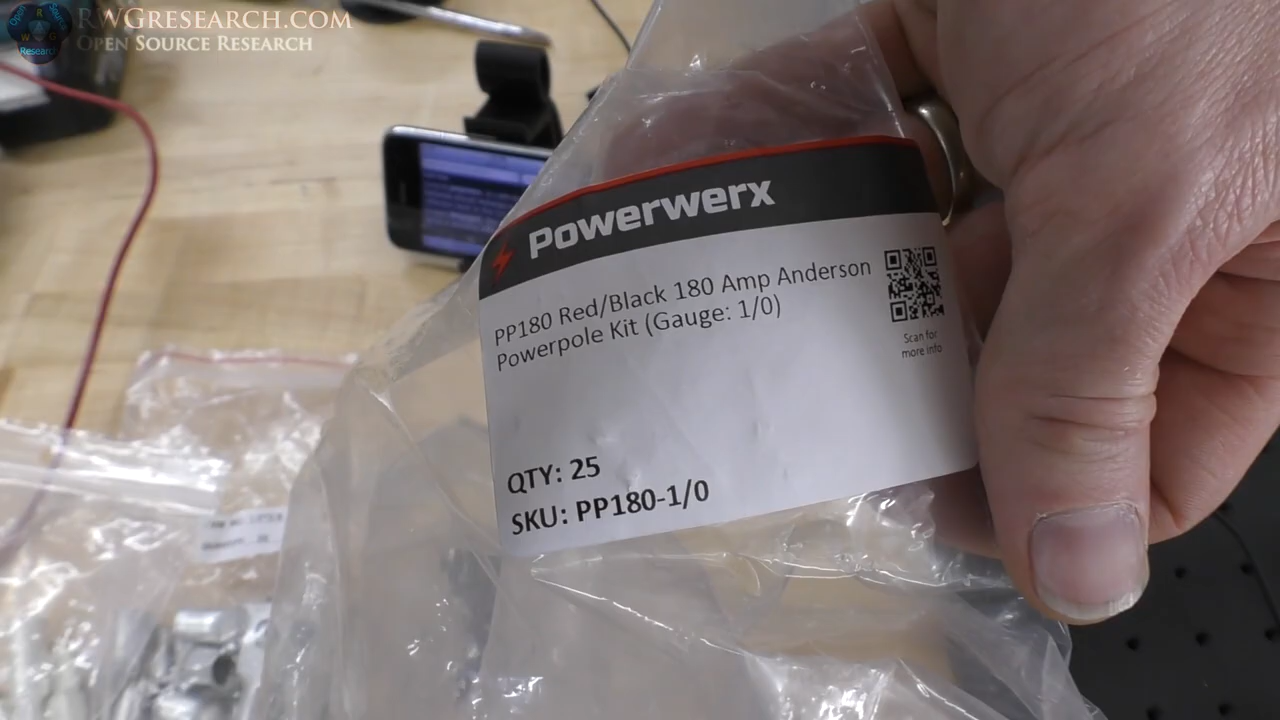 RWGresearch.com
Open Source Research
Powerwerx
PP180 Red/Black 180 Amp Anderson
Powerpole Kit (Gauge: 1/0)
Scan for
more info
QTY: 25
SKU: PP180-1/0